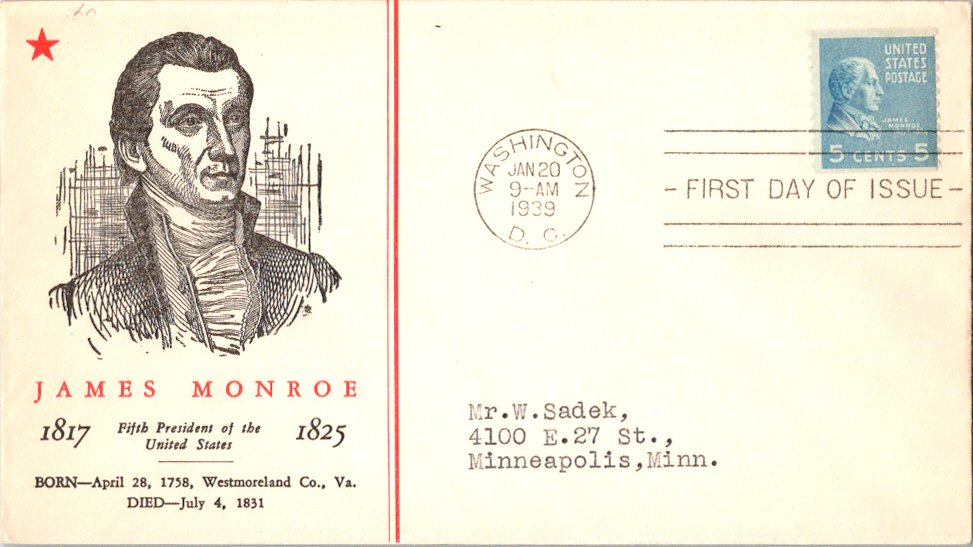 JAMES MONROE
1817 Fifth President of the 1825
United States
BORN—April 28, 1758, Westmoreland Co., Va.
DIED—July 4, 1831
WASHINGTON
JAN 20
9-AM
1939
D. C.
UNITED
STATES
POSTAGE
JAMES
MONROE
5 CENTS 5
- FIRST DAY OF ISSUE -
Mr.W.Sadek,
4100 E.27 St.,
Minneapolis,Minn.